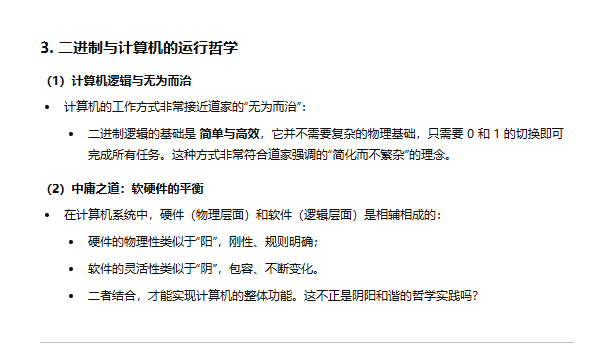 3. 二进制与计算机的运行哲学
（1）计算机逻辑与无为而治
• 计算机的工作方式非常接近道家的“无为而治”：
• 二进制逻辑的基础是 简单与高效，它并不需要复杂的物理基础，只需要 0 和 1 的切换即可
完成所有任务。这种方式非常符合道家强调的“简化而不繁杂”的理念。
（2）中庸之道：软硬件的平衡
• 在计算机系统中，硬件（物理层面）和软件（逻辑层面）是相辅相成的：
• 硬件的物理性类似于“阳”，刚性、规则明确；
• 软件的灵活性类似于“阴”，包容、不断变化。
• 二者结合，才能实现计算机的整体功能。这不正是阴阳和谐的哲学实践吗？